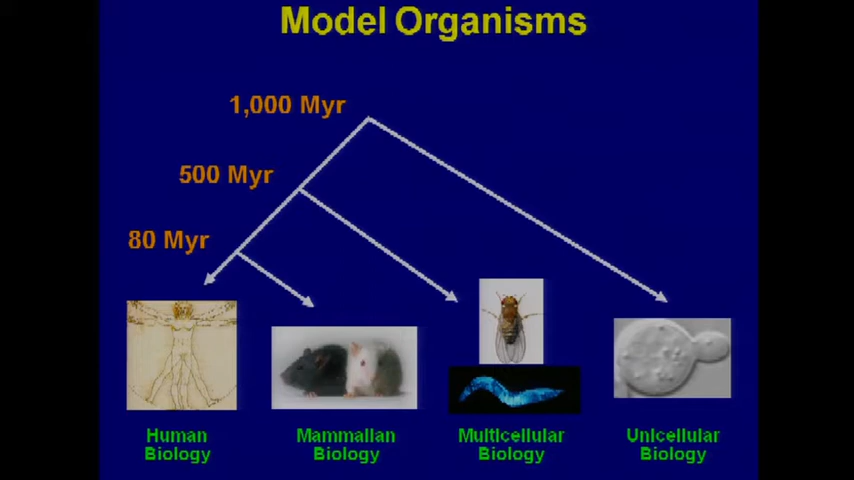 Model Organisms
1,000 Myr
500 Myr
80 Myr
Human
Biology
Mammalian
Biology
Multicellular
Biology
Unicellular
Biology